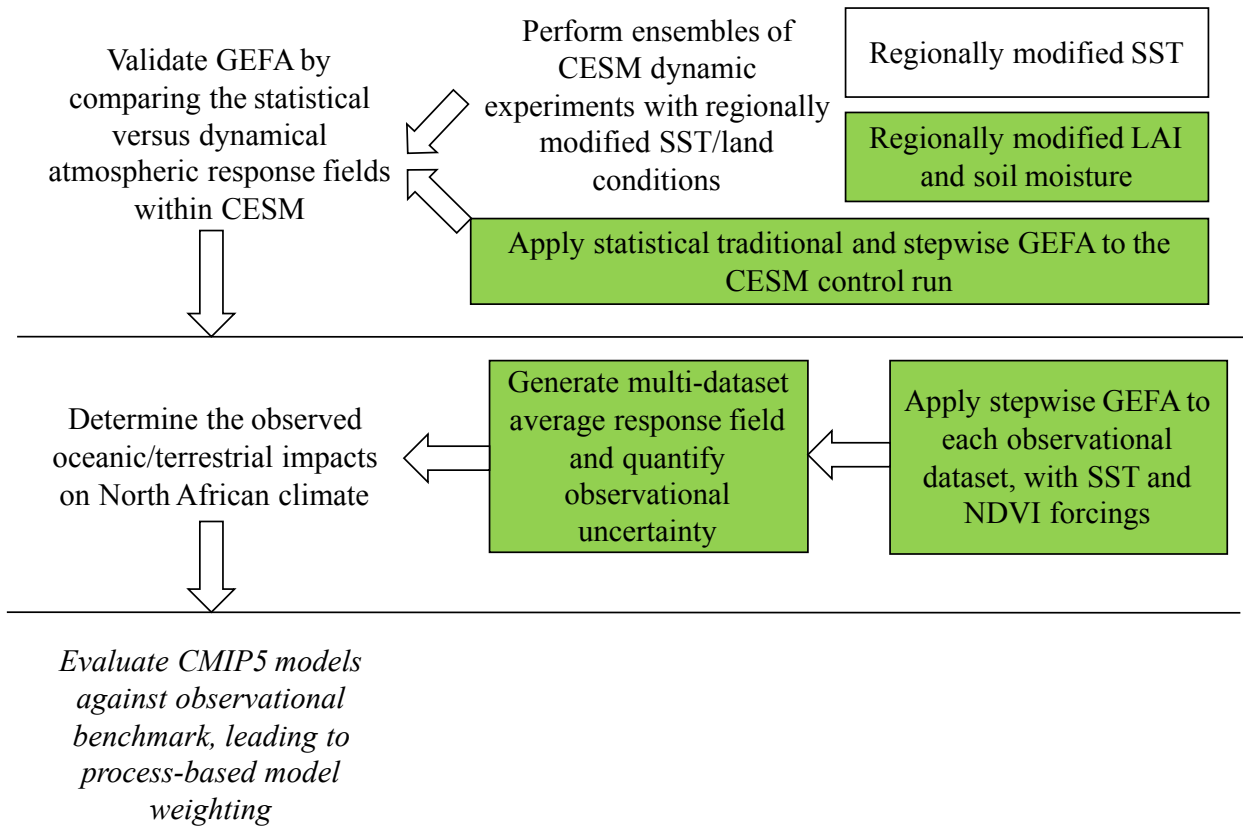 Validate GEFA by
comparing the statistical
versus dynamical
atmospheric response fields
within CESM
Perform ensembles of
CESM dynamic
experiments with regionally
modified SST/land
conditions
Regionally modified SST
Regionally modified LAI
and soil moisture
Apply statistical traditional and stepwise GEFA to the
CESM control run
Determine the observed
oceanic/terrestrial impacts
on North African climate
Generate multi-dataset
average response field
and quantify
observational
uncertainty
Apply stepwise GEFA to
each observational
dataset, with SST and
NDVI forcings
Evaluate CMIP5 models
against observational
benchmark, leading to
process-based model
weighting